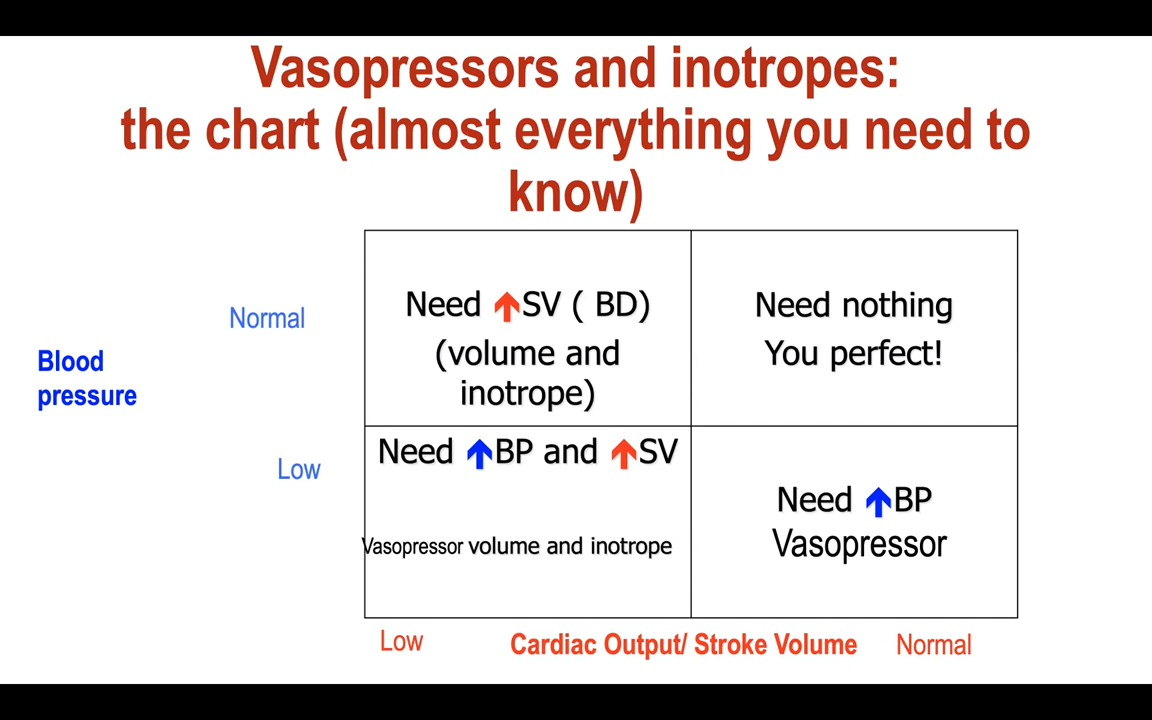 Vasopressors and inotropes:
the chart (almost everything you need to
know)
Need ↑SV ( BD)
(volume and
inotrope)
Need nothing
You perfect!
Normal
Blood
pressure
Need ↑BP and ↑SV
Vasopressor volume and inotrope
Low
Need ↑BP
Vasopressor
Low
Cardiac Output/ Stroke Volume
Normal